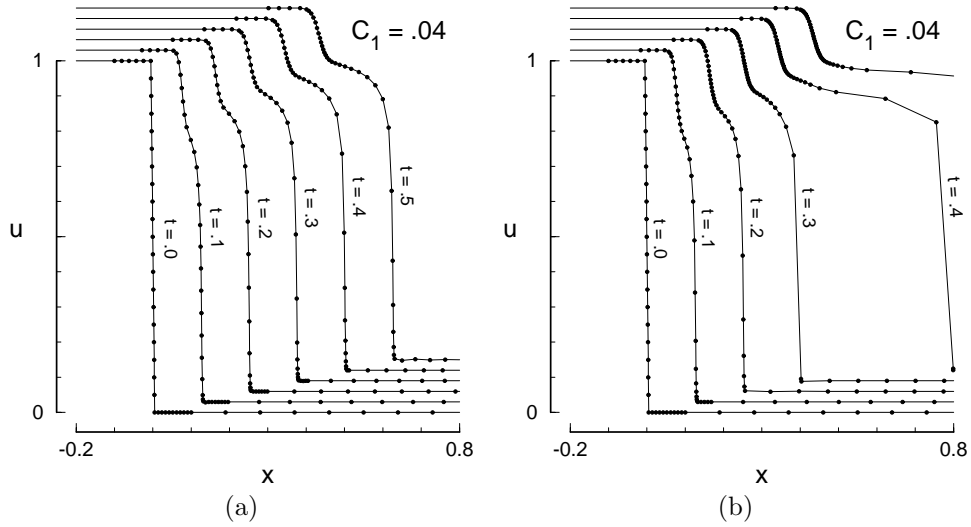 C1 = .04
1
u
t = .0
t = .1
t = .2
t = .3
t = .4
t = .5
0
-0.2
0.8
x
(a)
C1 = .04
1
u
t = .0
t = .1
t = .2
t = .3
t = .4
0
-0.2
0.8
x
(b)